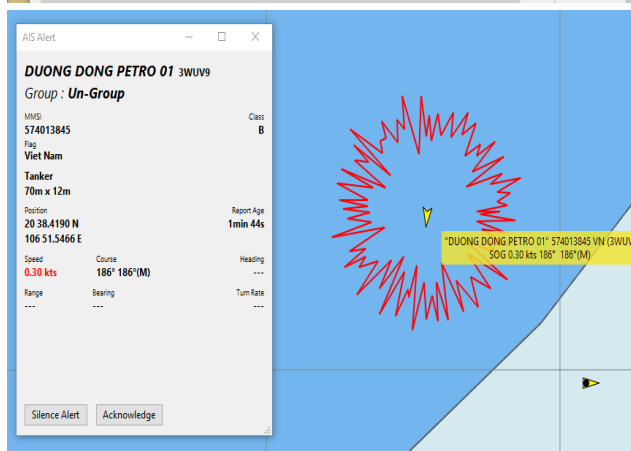 AIS Alert
DUONG DONG PETRO 01 3WUV9
Group : Un-Group
MMSI Class
574013845 B
Flag
Viet Nam
Tanker
70m x 12m
Position Report Age
20 38.4190 N 1min 44s
106 51.5466 E
Speed Course Heading
0.30 kts 186° 186°(M) ---
Range Bearing Turn Rate
--- --- ---
Silence Alert Acknowledge
"DUONG DONG PETRO 01" 574013845 VN (3WUV
SOG 0.30 kts 186° 186°(M)